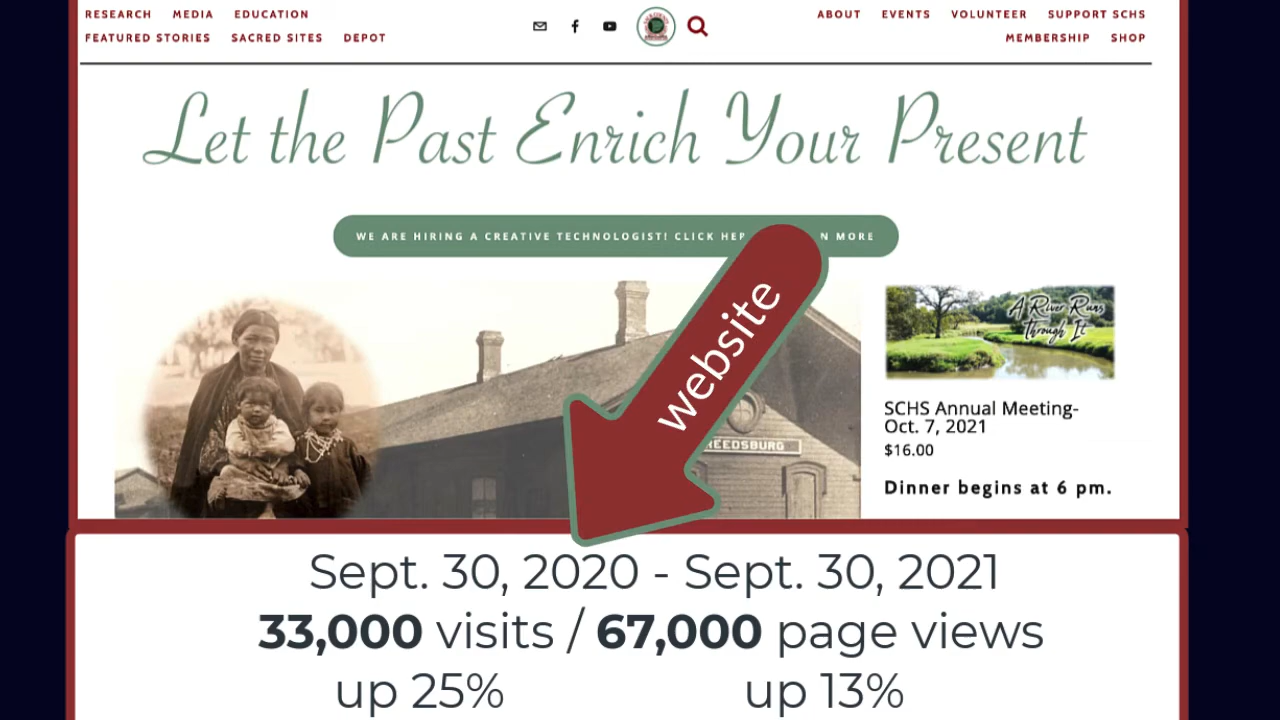 RESEARCH MEDIA EDUCATION
FEATURED STORIES SACRED SITES DEPOT
ABOUT EVENTS VOLUNTEER SUPPORT SCHS
MEMBERSHIP SHOP
Let the Past Enrich Your Present
WE ARE HIRING A CREATIVE TECHNOLOGIST! CLICK MORE
website
REEDSBURG
A River Runs
Through It
SCHS Annual Meeting-
Oct. 7, 2021
$16.00
Dinner begins at 6 pm.
Sept. 30, 2020 - Sept. 30, 2021
33,000 visits / 67,000 page views
up 25% up 13%